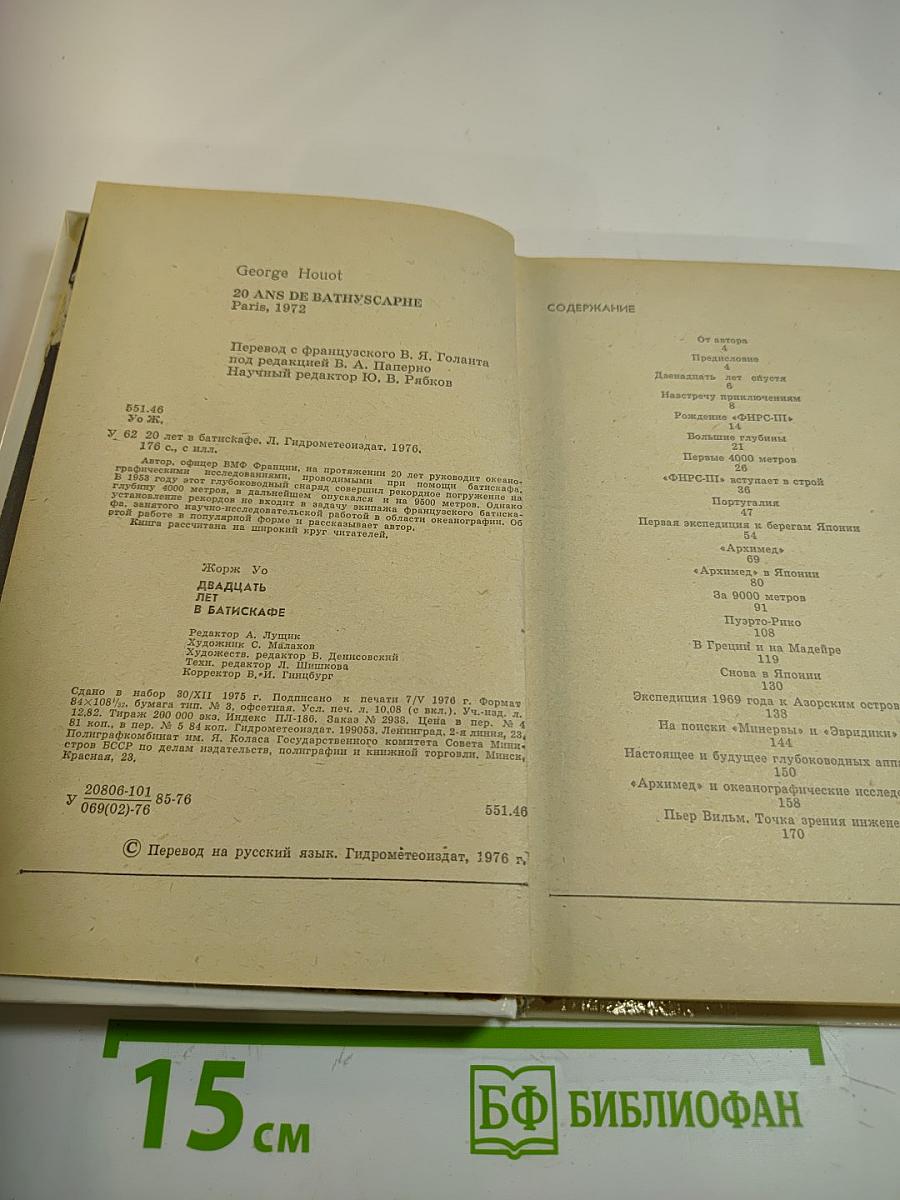 George Houot
20 ANS DE BATHYSCAPHE
Paris, 1972
Перевод с французского В. Я. Голанта
под редакцией В. А. Паперно
Научный редактор Ю. В. Рябков
551.46
Уо Ж.
У 62 20 лет в батискафе. Л. Гидрометеоиздат, 1976.
176 с., с илл.
Автор, офицер ВМФ Франции, на протяжении 20 лет руководит океано-
графическими исследованиями, проводимыми при помощи батискафа.
В 1953 году этот глубоководный снаряд совершил рекордное погружение на
глубину 4000 метров, в дальнейшем опускался и на 9500 метров. Однако
установление рекордов не входит в задачу экипажа французского батиска-
фа, занятого научно-исследовательской работой в области океанографии. Об
этой работе в популярной форме и рассказывает автор.
Книга рассчитана на широкий круг читателей.
Жорж Уо
ДВАДЦАТЬ
ЛЕТ
В БАТИСКАФЕ
Редактор А. Лущик
Художник С. Малахов
Художеств. редактор Б. Денисовский
Техн. редактор Л. Шишкова
Корректор В. И. Гинцбург
Сдано в набор 30/XII 1975 г. Подписано к печати 7/V 1976 г. Формат
84×108¹/₃₂, бумага тип. № 3, офсетная. Усл. печ. л. 10,08 (с вкл.). Уч.-изд. л.
12,82. Тираж 200 000 экз. Индекс ПЛ-186. Заказ № 2938. Цена в пер. № 4
81 коп., в пер. № 5 84 коп. Гидрометеоиздат. 199053. Ленинград, 2-я линия, 23,
Полиграфкомбинат им. Я. Коласа Государственного комитета Совета Мини-
стров БССР по делам издательств, полиграфии и книжной торговли. Минск,
Красная, 23.
У 20806-101 85-76
069(02)-76
551.46
© Перевод на русский язык. Гидрометеоиздат, 1976 г.
СОДЕРЖАНИЕ
От автора
4
Предисловие
4
Двенадцать лет спустя
6
Навстречу приключениям
8
Рождение «ФНРС-III»
14
Большие глубины
21
Первые 4000 метров
26
«ФНРС-III» вступает в строй
36
Португалия
47
Первая экспедиция к берегам Японии
54
«Архимед»
69
«Архимед» в Японии
80
За 9000 метров
91
Пуэрто-Рико
108
В Греции и на Мадейре
119
Снова в Японии
130
Экспедиция 1969 года к Азорским остров
138
На поиски «Минервы» и «Эвридики»
144
Настоящее и будущее глубоководных апп
150
«Архимед» и океанографические исслед
158
Пьер Вильм. Точка зрения инжене
170
15 см
БФ БИБЛИОФАН